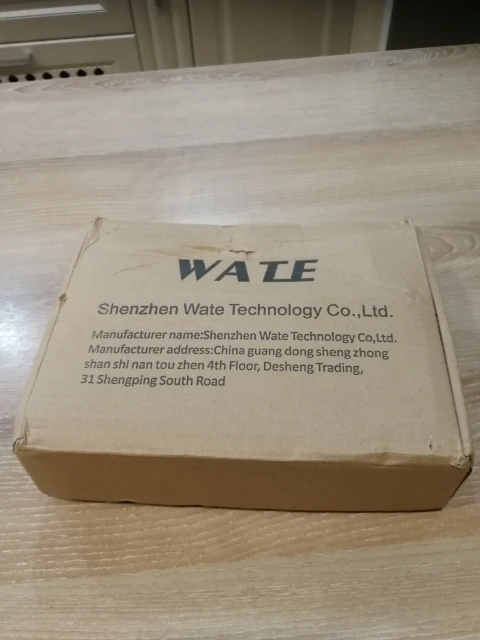 WATE
Shenzhen Wate Technology Co.,Ltd.
Manufacturer name:Shenzhen Wate Technology Co,Ltd.
Manufacturer address:China guang dong sheng zhong
shan shi nan tou zhen 4th Floor, Desheng Trading,
31 Shengping South Road